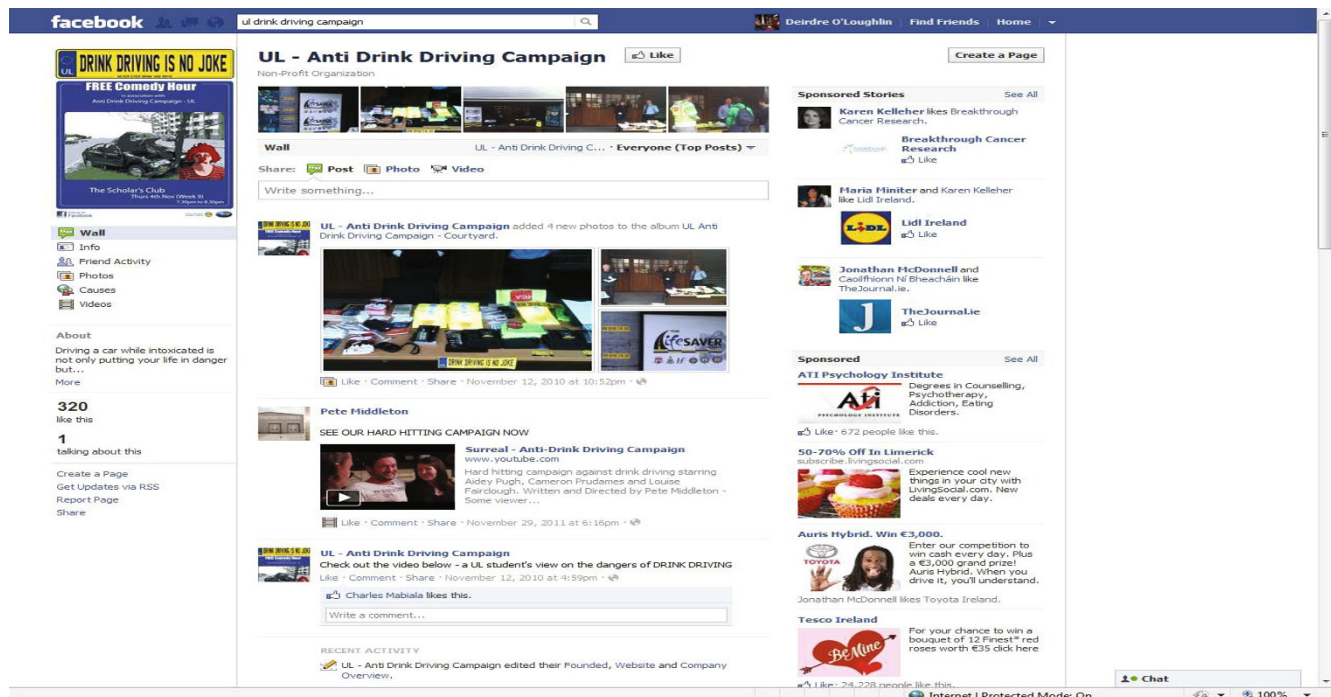 facebook
ul drink driving campaign
Deirdre O'Loughlin
Find Friends
Home
UL
DRINK DRIVING IS NO JOKE
FREE Comedy Hour
in association with
Anti Drink Driving Campaign - UL
The Scholar's Club
Thurs 4th Nov (Week 9)
7.30pm to 8.30pm
Wall
Info
Friend Activity
Photos
Causes
Videos
About
Driving a car while intoxicated is
not only putting your life in danger
but...
More
320
like this
1
talking about this
Create a Page
Get Updates via RSS
Report Page
Share
UL - Anti Drink Driving Campaign
Like
Create a Page
Non-Profit Organization
Wall
UL - Anti Drink Driving C... · Everyone (Top Posts)
Share: Post Photo Video
Write something...
UL - Anti Drink Driving Campaign added 4 new photos to the album UL Anti
Drink Driving Campaign - Courtyard.
DRINK DRIVING IS NO JOKE
THE
LifeSAVER
Like · Comment · Share · November 12, 2010 at 10:52pm ·
Pete Middleton
SEE OUR HARD HITTING CAMPAIGN NOW
Surreal - Anti-Drink Driving Campaign
www.youtube.com
Hard hitting campaign against drink driving starring
Aidey Pugh, Cameron Prudames and Louise
Fairclough. Written and Directed by Pete Middleton -
Some viewer...
Like · Comment · Share · November 29, 2011 at 6:16pm ·
UL - Anti Drink Driving Campaign
Check out the video below - a UL student's view on the dangers of DRINK DRIVING
Like · Comment · Share · November 12, 2010 at 4:59pm ·
Charles Mabiala likes this.
Write a comment...
RECENT ACTIVITY
UL - Anti Drink Driving Campaign edited their Founded, Website and Company
Overview.
Sponsored Stories
See All
Karen Kelleher likes Breakthrough
Cancer Research.
Breakthrough Cancer
Research
Like
Maria Miniter and Karen Kelleher
like Lidl Ireland.
LIDL
Lidl Ireland
Like
Jonathan McDonnell and
Caoilfhionn Ní Bheacháin like
TheJournal.ie.
J
TheJournal.ie
Like
Sponsored
See All
ATI Psychology Institute
Ati
PSYCHOLOGY INSTITUTE
Degrees in Counselling,
Psychotherapy,
Addiction, Eating
Disorders.
Like · 672 people like this.
50-70% Off In Limerick
subscribe.livingsocial.com
Experience cool new
things in your city with
LivingSocial.com. New
deals every day.
Auris Hybrid. Win €3,000.
TOYOTA
Enter our competition to
win cash every day. Plus
a €3,000 grand prize!
Auris Hybrid. When you
drive it, you'll understand.
Jonathan McDonnell likes Toyota Ireland.
Tesco Ireland
Be Mine
For your chance to win a
bouquet of 12 Finest* red
roses worth €35 click here
Like · 24,228 people like this.
Chat
Internet | Protected Mode: On
100%